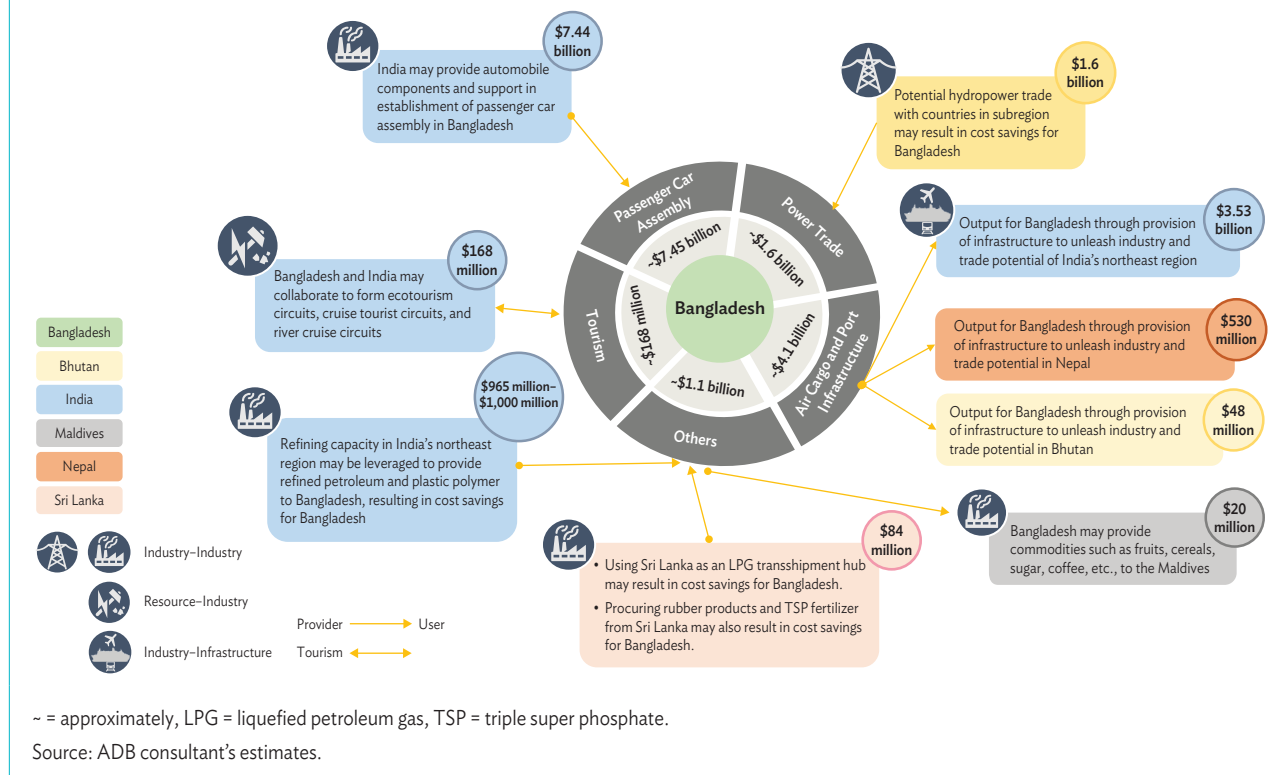 $7.44
billion
India may provide automobile
components and support in
establishment of passenger car
assembly in Bangladesh
$1.6
billion
Potential hydropower trade
with countries in subregion
may result in cost savings for
Bangladesh
$3.53
billion
Output for Bangladesh through provision
of infrastructure to unleash industry and
trade potential of India’s northeast region
$168
million
Bangladesh and India may
collaborate to form ecotourism
circuits, cruise tourist circuits, and
river cruise circuits
Passenger Car
Assembly
Power Trade
Air Cargo and Port
Infrastructure
Others
Tourism
~$7.45 billion
~$1.6 billion
~$4.1 billion
~$1.1 billion
~$168 million
Bangladesh
$530
million
Output for Bangladesh through provision
of infrastructure to unleash industry and
trade potential in Nepal
$48
million
Output for Bangladesh through provision
of infrastructure to unleash industry and
trade potential in Bhutan
$965 million–
$1,000 million
Refining capacity in India’s northeast
region may be leveraged to provide
refined petroleum and plastic polymer
to Bangladesh, resulting in cost savings
for Bangladesh
$84
million
• Using Sri Lanka as an LPG transshipment hub
may result in cost savings for Bangladesh.
• Procuring rubber products and TSP fertilizer
from Sri Lanka may also result in cost savings
for Bangladesh.
$20
million
Bangladesh may provide
commodities such as fruits, cereals,
sugar, coffee, etc., to the Maldives
Bangladesh
Bhutan
India
Maldives
Nepal
Sri Lanka
Industry–Industry
Resource–Industry
Industry–Infrastructure
Provider User
Tourism
~ = approximately, LPG = liquefied petroleum gas, TSP = triple super phosphate.
Source: ADB consultant’s estimates.